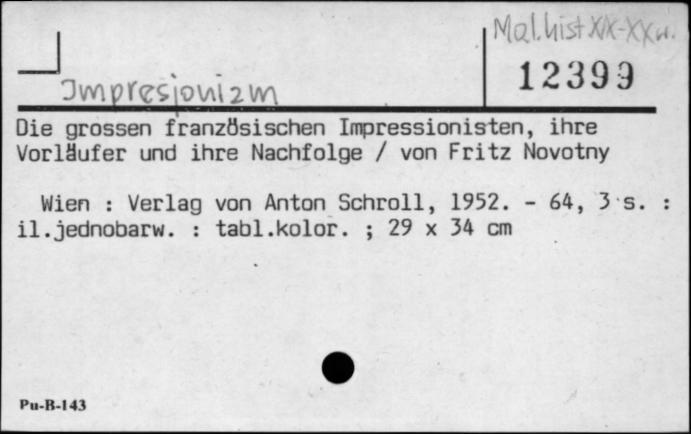 Mal.hist XIX-XX w.
12399
Impresjonizm
Die grossen französischen Impressionisten, ihre
Vorläufer und ihre Nachfolge / von Fritz Novotny
Wien : Verlag von Anton Schroll, 1952. - 64, 3 s. :
il.jednobarw. : tabl.kolor. ; 29 x 34 cm
Pu-B-143